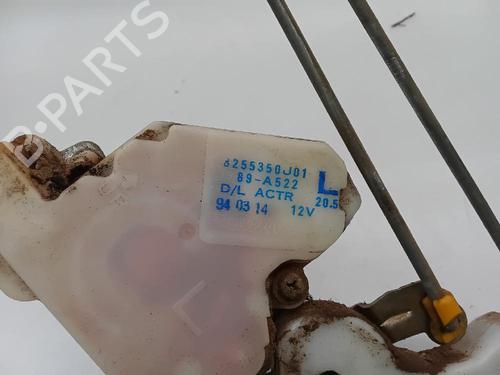 B-PARTS
8255350J01
89-A522
D/L ACTR
94 03 14 12V
L
20.5